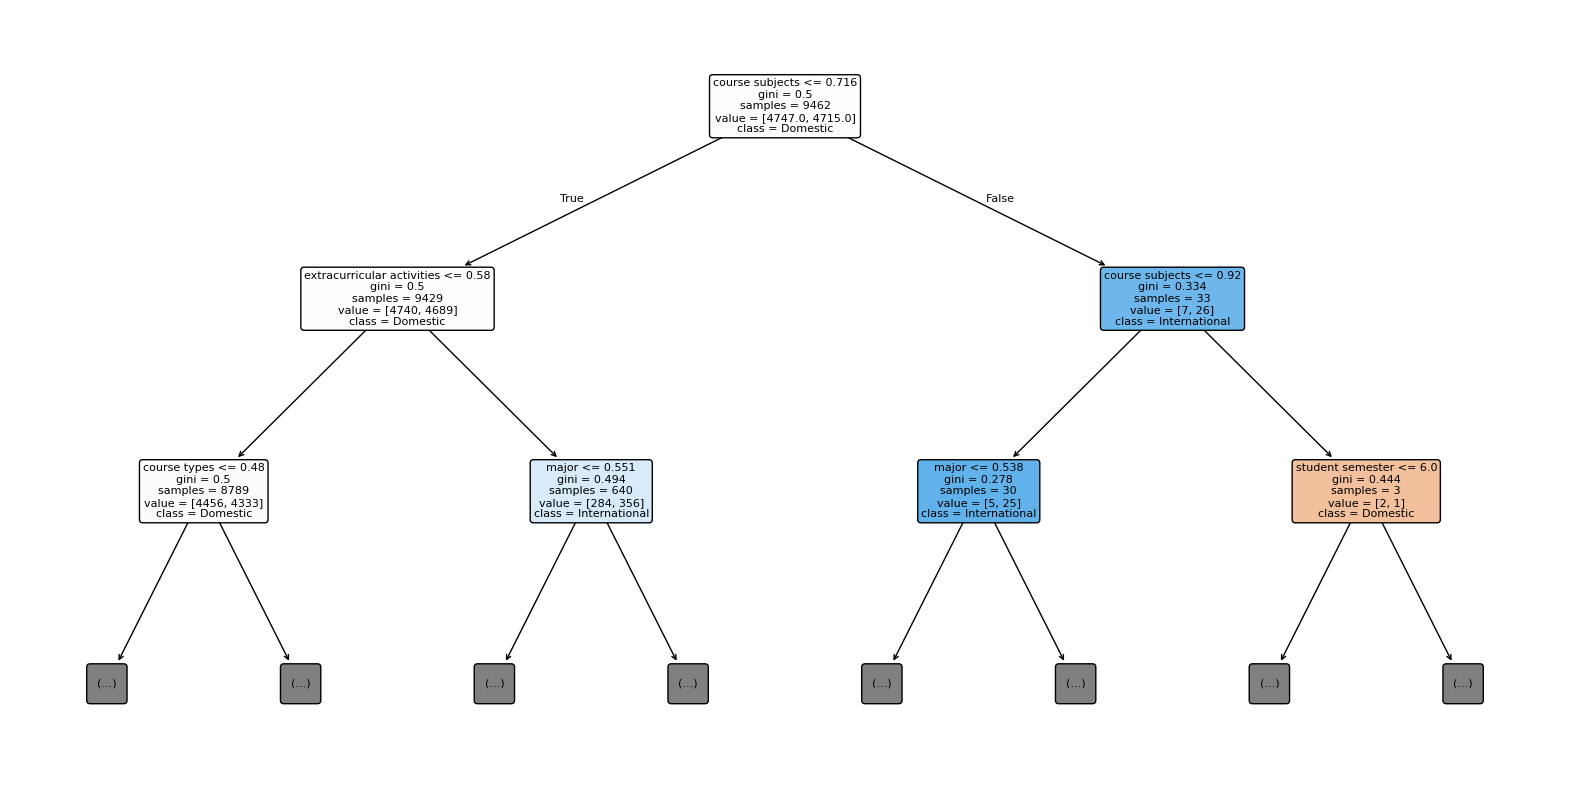 course subjects <= 0.716
gini = 0.5
samples = 9462
value = [4747.0, 4715.0]
class = Domestic
True
False
extracurricular activities <= 0.58
gini = 0.5
samples = 9429
value = [4740, 4689]
class = Domestic
course subjects <= 0.92
gini = 0.334
samples = 33
value = [7, 26]
class = International
course types <= 0.48
gini = 0.5
samples = 8789
value = [4456, 4333]
class = Domestic
major <= 0.551
gini = 0.494
samples = 640
value = [284, 356]
class = International
major <= 0.538
gini = 0.278
samples = 30
value = [5, 25]
class = International
student semester <= 6.0
gini = 0.444
samples = 3
value = [2, 1]
class = Domestic
(...)
(...)
(...)
(...)
(...)
(...)
(...)
(...)